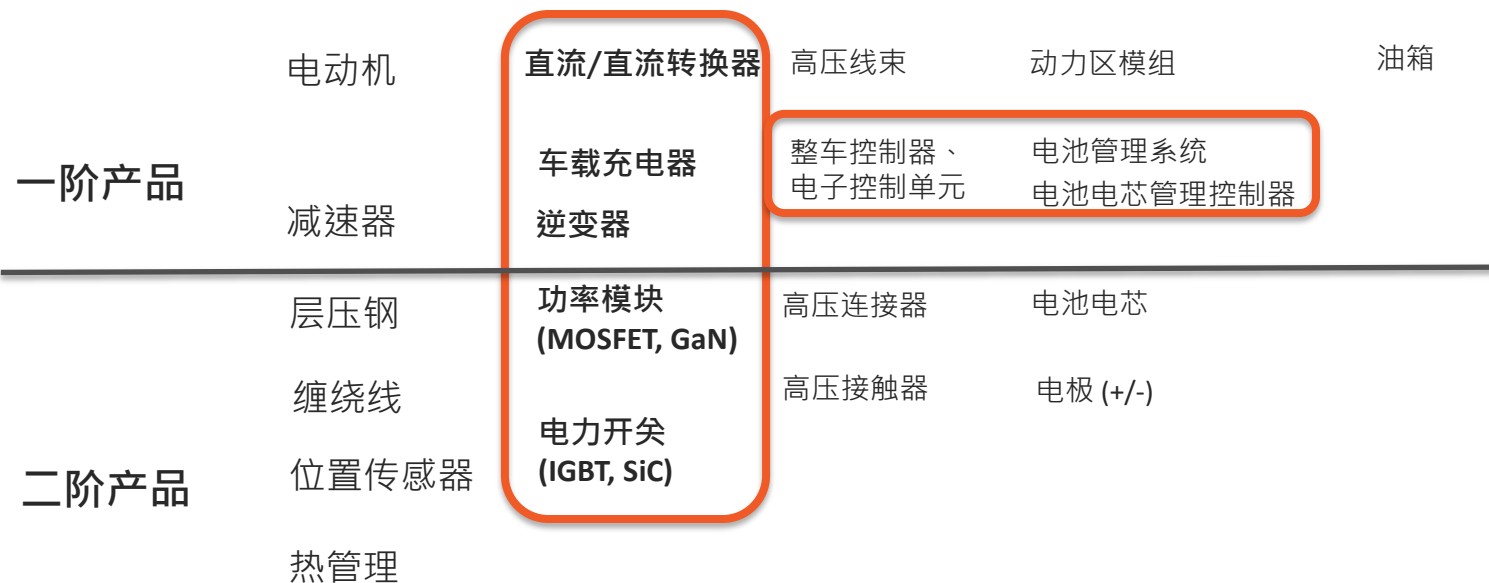 电动机
直流/直流转换器
高压线束
动力区模组
油箱
一阶产品
车载充电器
整车控制器、
电子控制单元
电池管理系统
电池电芯管理控制器
减速器
逆变器
层压钢
功率模块
(MOSFET, GaN)
高压连接器
电池电芯
缠绕线
高压接触器
电极 (+/-)
二阶产品
电力开关
(IGBT, SiC)
位置传感器
热管理